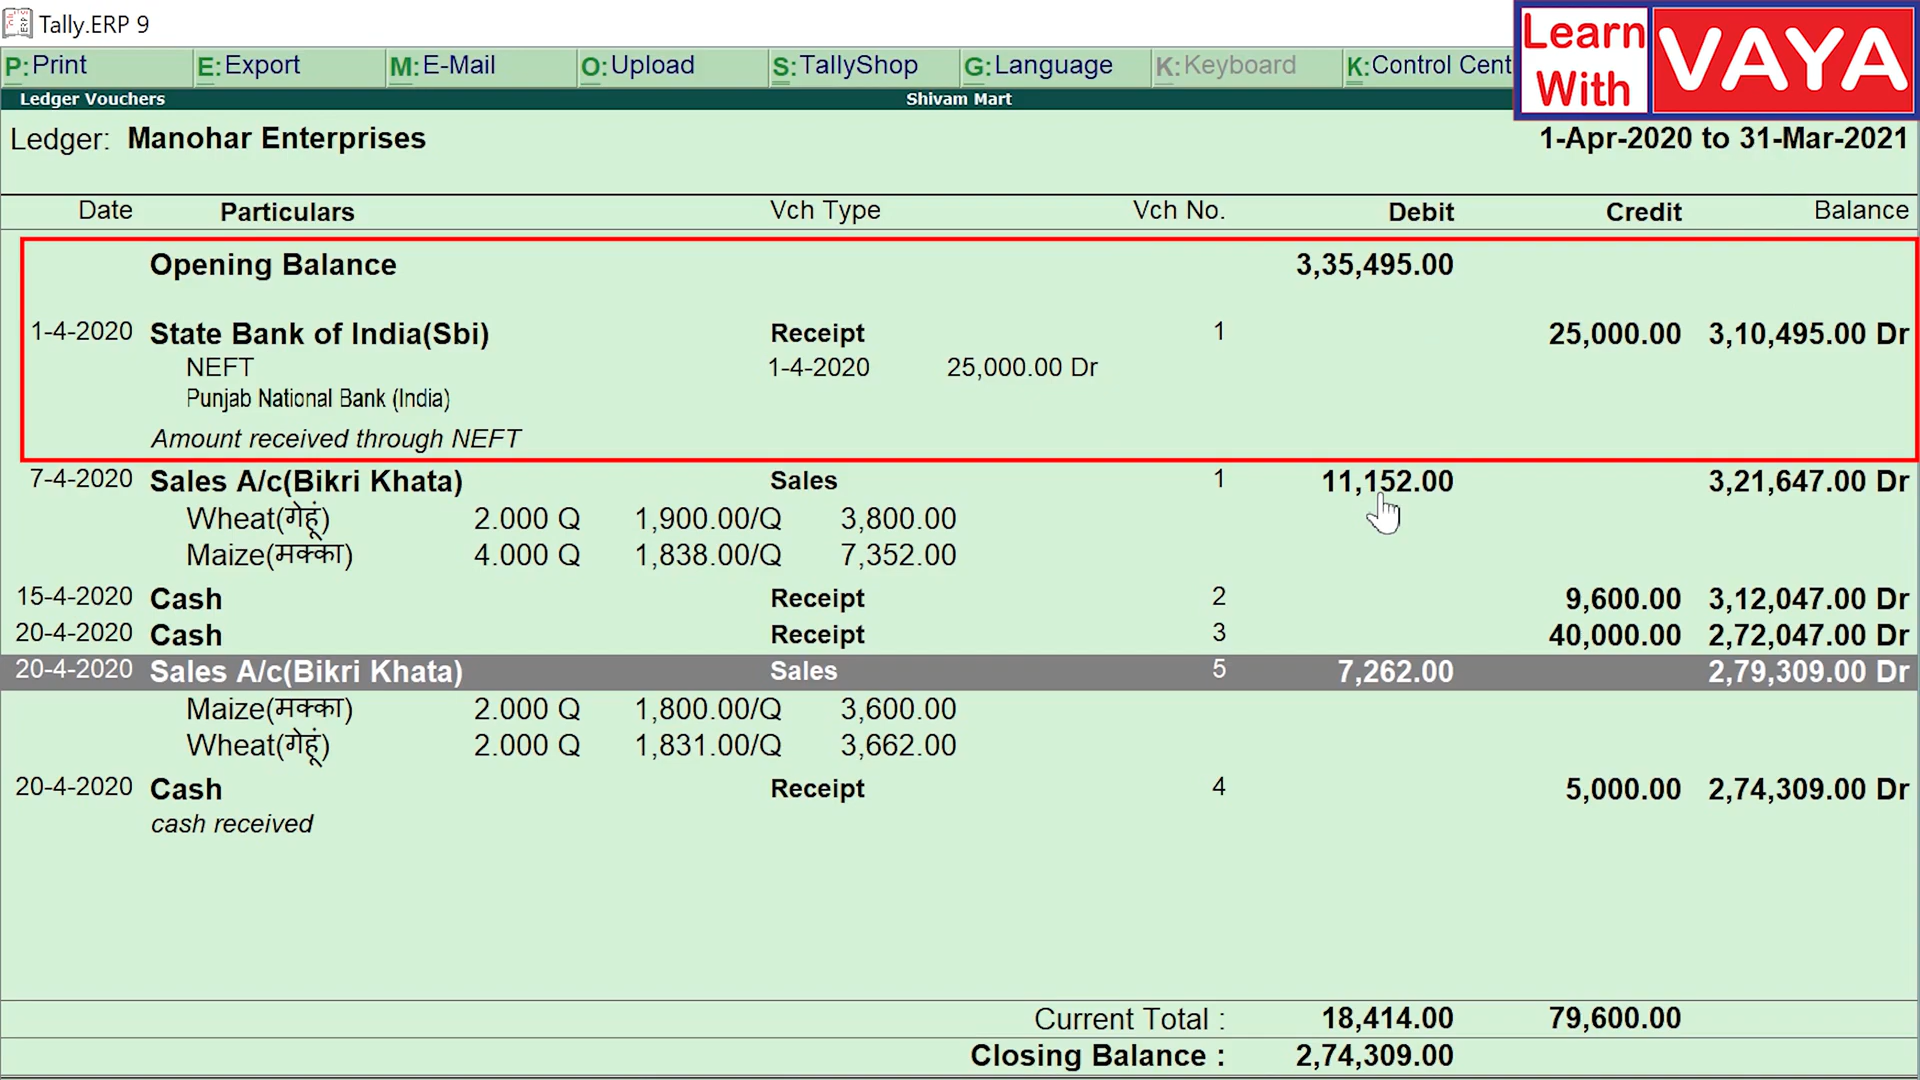 Tally.ERP 9
P:Print E:Export M:E-Mail O:Upload S:TallyShop G:Language K:Keyboard K:Control Cent
Learn With VAYA
Ledger Vouchers Shivam Mart
Ledger: Manohar Enterprises 1-Apr-2020 to 31-Mar-2021
Date Particulars Vch Type Vch No. Debit Credit Balance
Opening Balance 3,35,495.00
1-4-2020 State Bank of India(Sbi) Receipt 1 25,000.00 3,10,495.00 Dr
NEFT 1-4-2020 25,000.00 Dr
Punjab National Bank (India)
Amount received through NEFT
7-4-2020 Sales A/c(Bikri Khata) Sales 1 11,152.00 3,21,647.00 Dr
Wheat(गेहूं) 2.000 Q 1,900.00/Q 3,800.00
Maize(मक्का) 4.000 Q 1,838.00/Q 7,352.00
15-4-2020 Cash Receipt 2 9,600.00 3,12,047.00 Dr
20-4-2020 Cash Receipt 3 40,000.00 2,72,047.00 Dr
20-4-2020 Sales A/c(Bikri Khata) Sales 5 7,262.00 2,79,309.00 Dr
Maize(मक्का) 2.000 Q 1,800.00/Q 3,600.00
Wheat(गेहूं) 2.000 Q 1,831.00/Q 3,662.00
20-4-2020 Cash Receipt 4 5,000.00 2,74,309.00 Dr
cash received
Current Total : 18,414.00 79,600.00
Closing Balance : 2,74,309.00